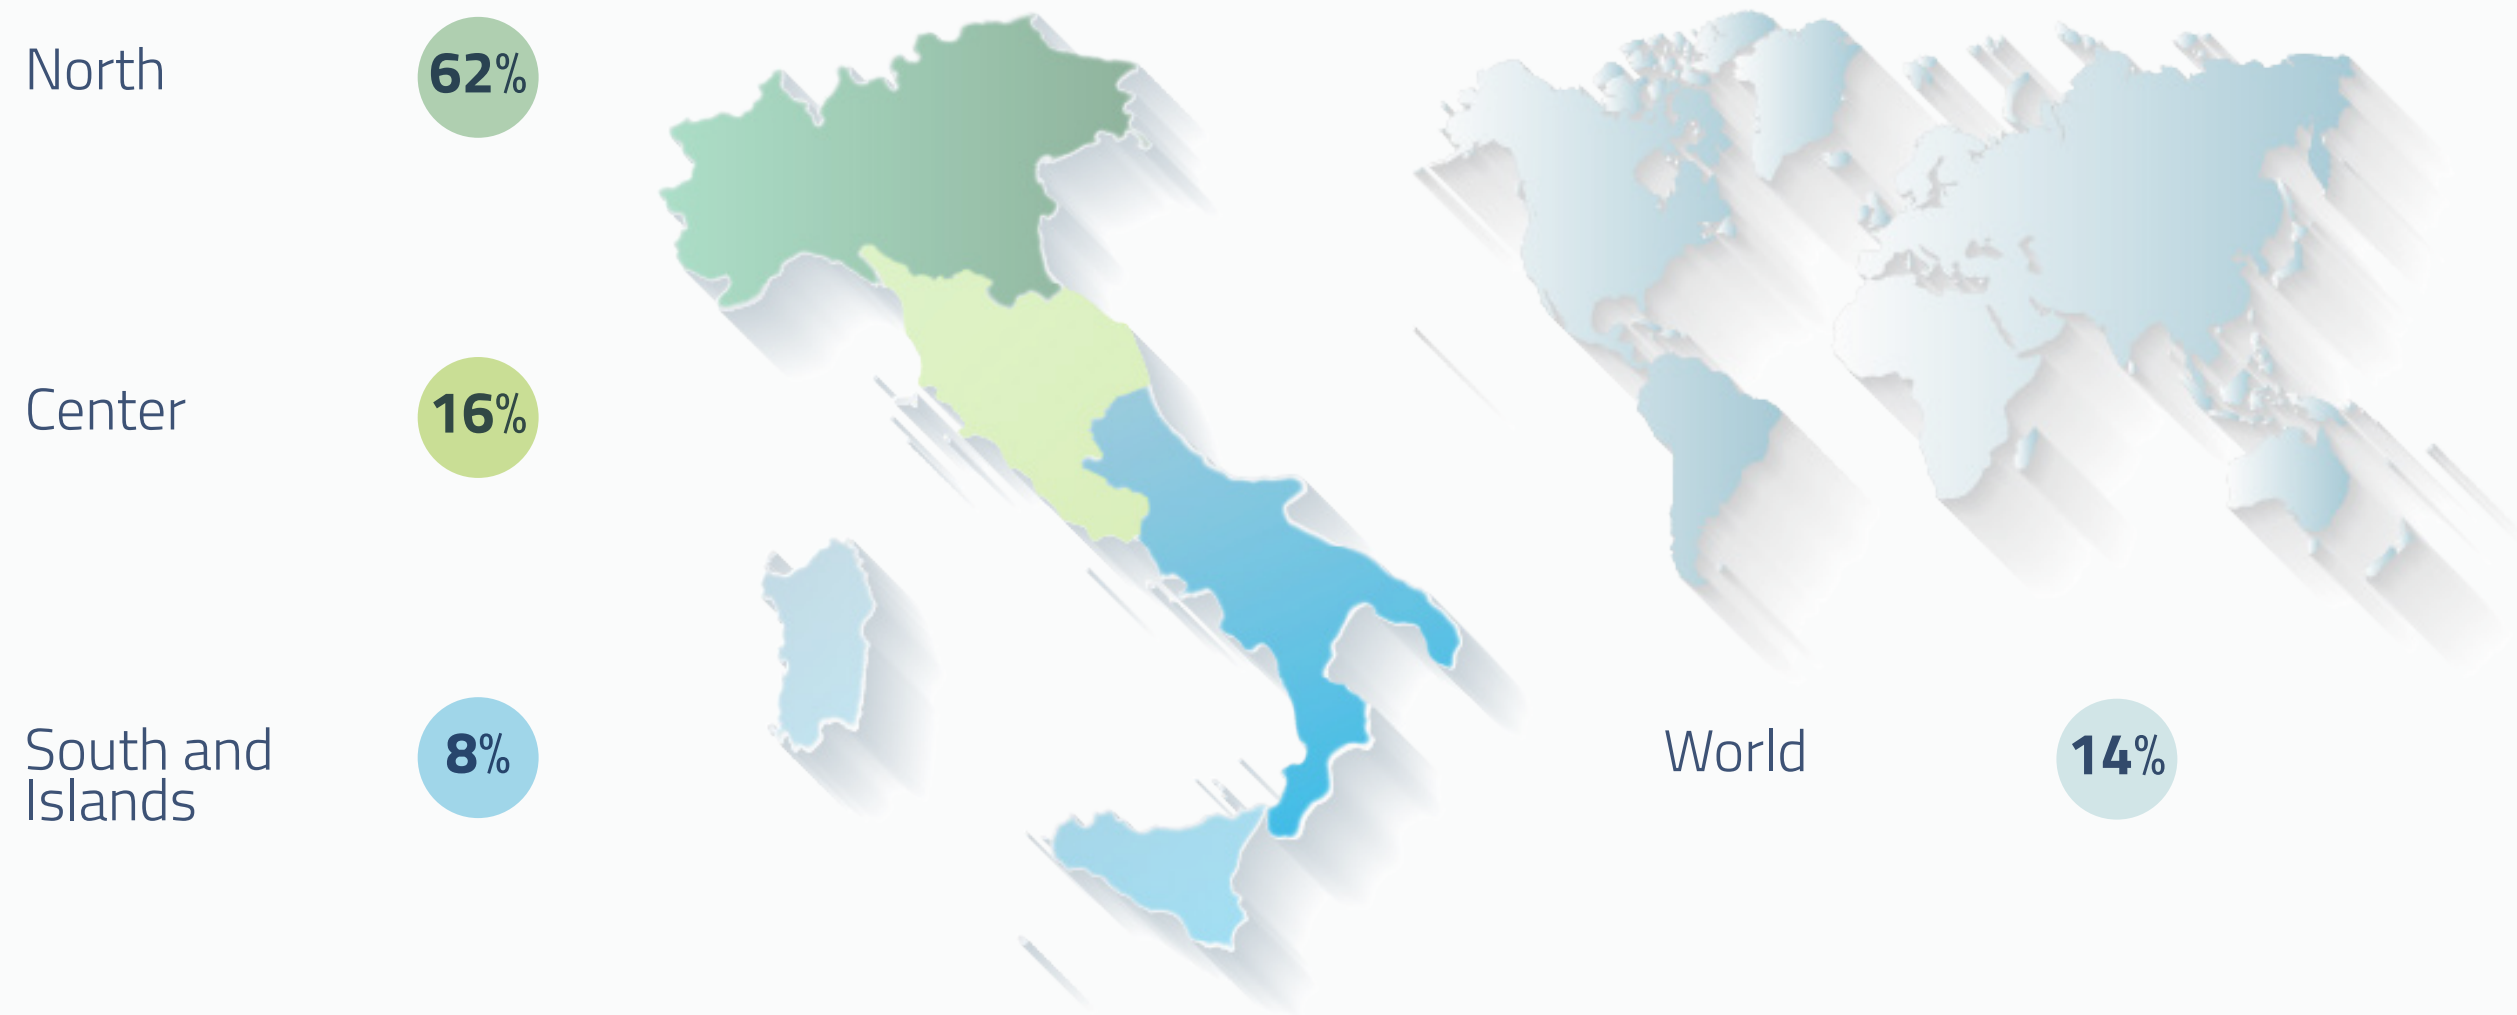 North
62%
Center
16%
South and
Islands
8%
World
14%